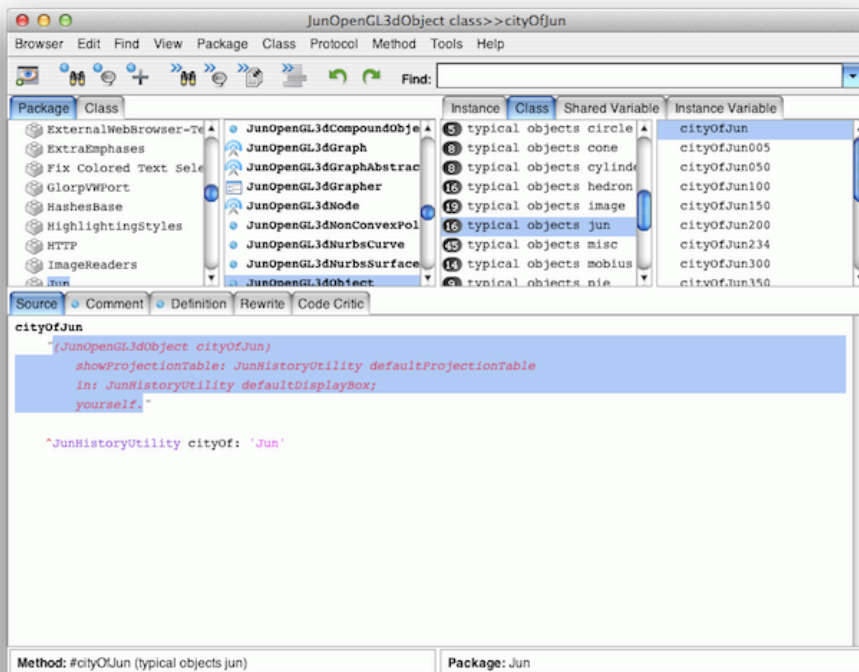 JunOpenGL3dObject class>>cityOfJun
Browser Edit Find View Package Class Protocol Method Tools Help
Find:
Package Class
Instance Class Shared Variable Instance Variable
ExternalWebBrowser-Te
ExtraEmphases
Fix Colored Text Sele
GlorpVWPort
HashesBase
HighlightingStyles
HTTP
ImageReaders
Jun
JunOpenGL3dCompoundObje
JunOpenGL3dGraph
JunOpenGL3dGraphAbstrac
JunOpenGL3dGrapher
JunOpenGL3dNode
JunOpenGL3dNonConvexPol
JunOpenGL3dNurbsCurve
JunOpenGL3dNurbsSurface
JunOpenGL3dObject
5 typical objects circle
8 typical objects cone
8 typical objects cylinde
16 typical objects hedron
19 typical objects image
16 typical objects jun
45 typical objects misc
14 typical objects mobius
typical objects pie
cityOfJun
cityOfJun005
cityOfJun050
cityOfJun100
cityOfJun150
cityOfJun200
cityOfJun234
cityOfJun300
cityOfJun350
Source Comment Definition Rewrite Code Critic
cityOfJun
"(JunOpenGL3dObject cityOfJun)
showProjectionTable: JunHistoryUtility defaultProjectionTable
in: JunHistoryUtility defaultDisplayBox;
yourself."
^JunHistoryUtility cityOf: 'Jun'
Method: #cityOfJun (typical objects jun)
Package: Jun